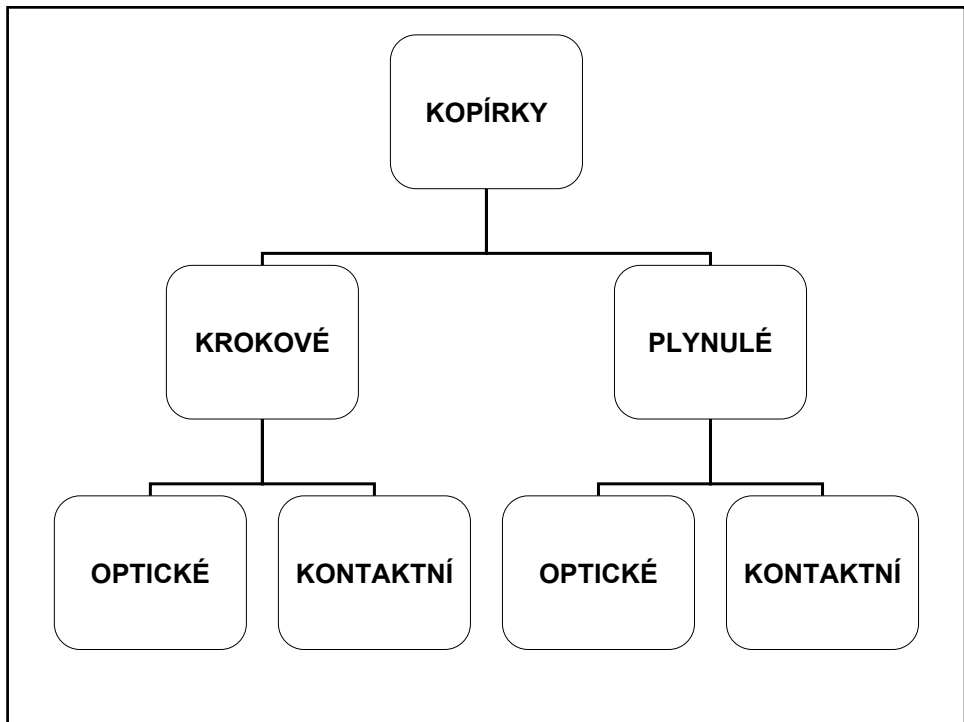 KOPÍRKY
KROKOVÉ
PLYNULÉ
OPTICKÉ
KONTAKTNÍ
OPTICKÉ
KONTAKTNÍ